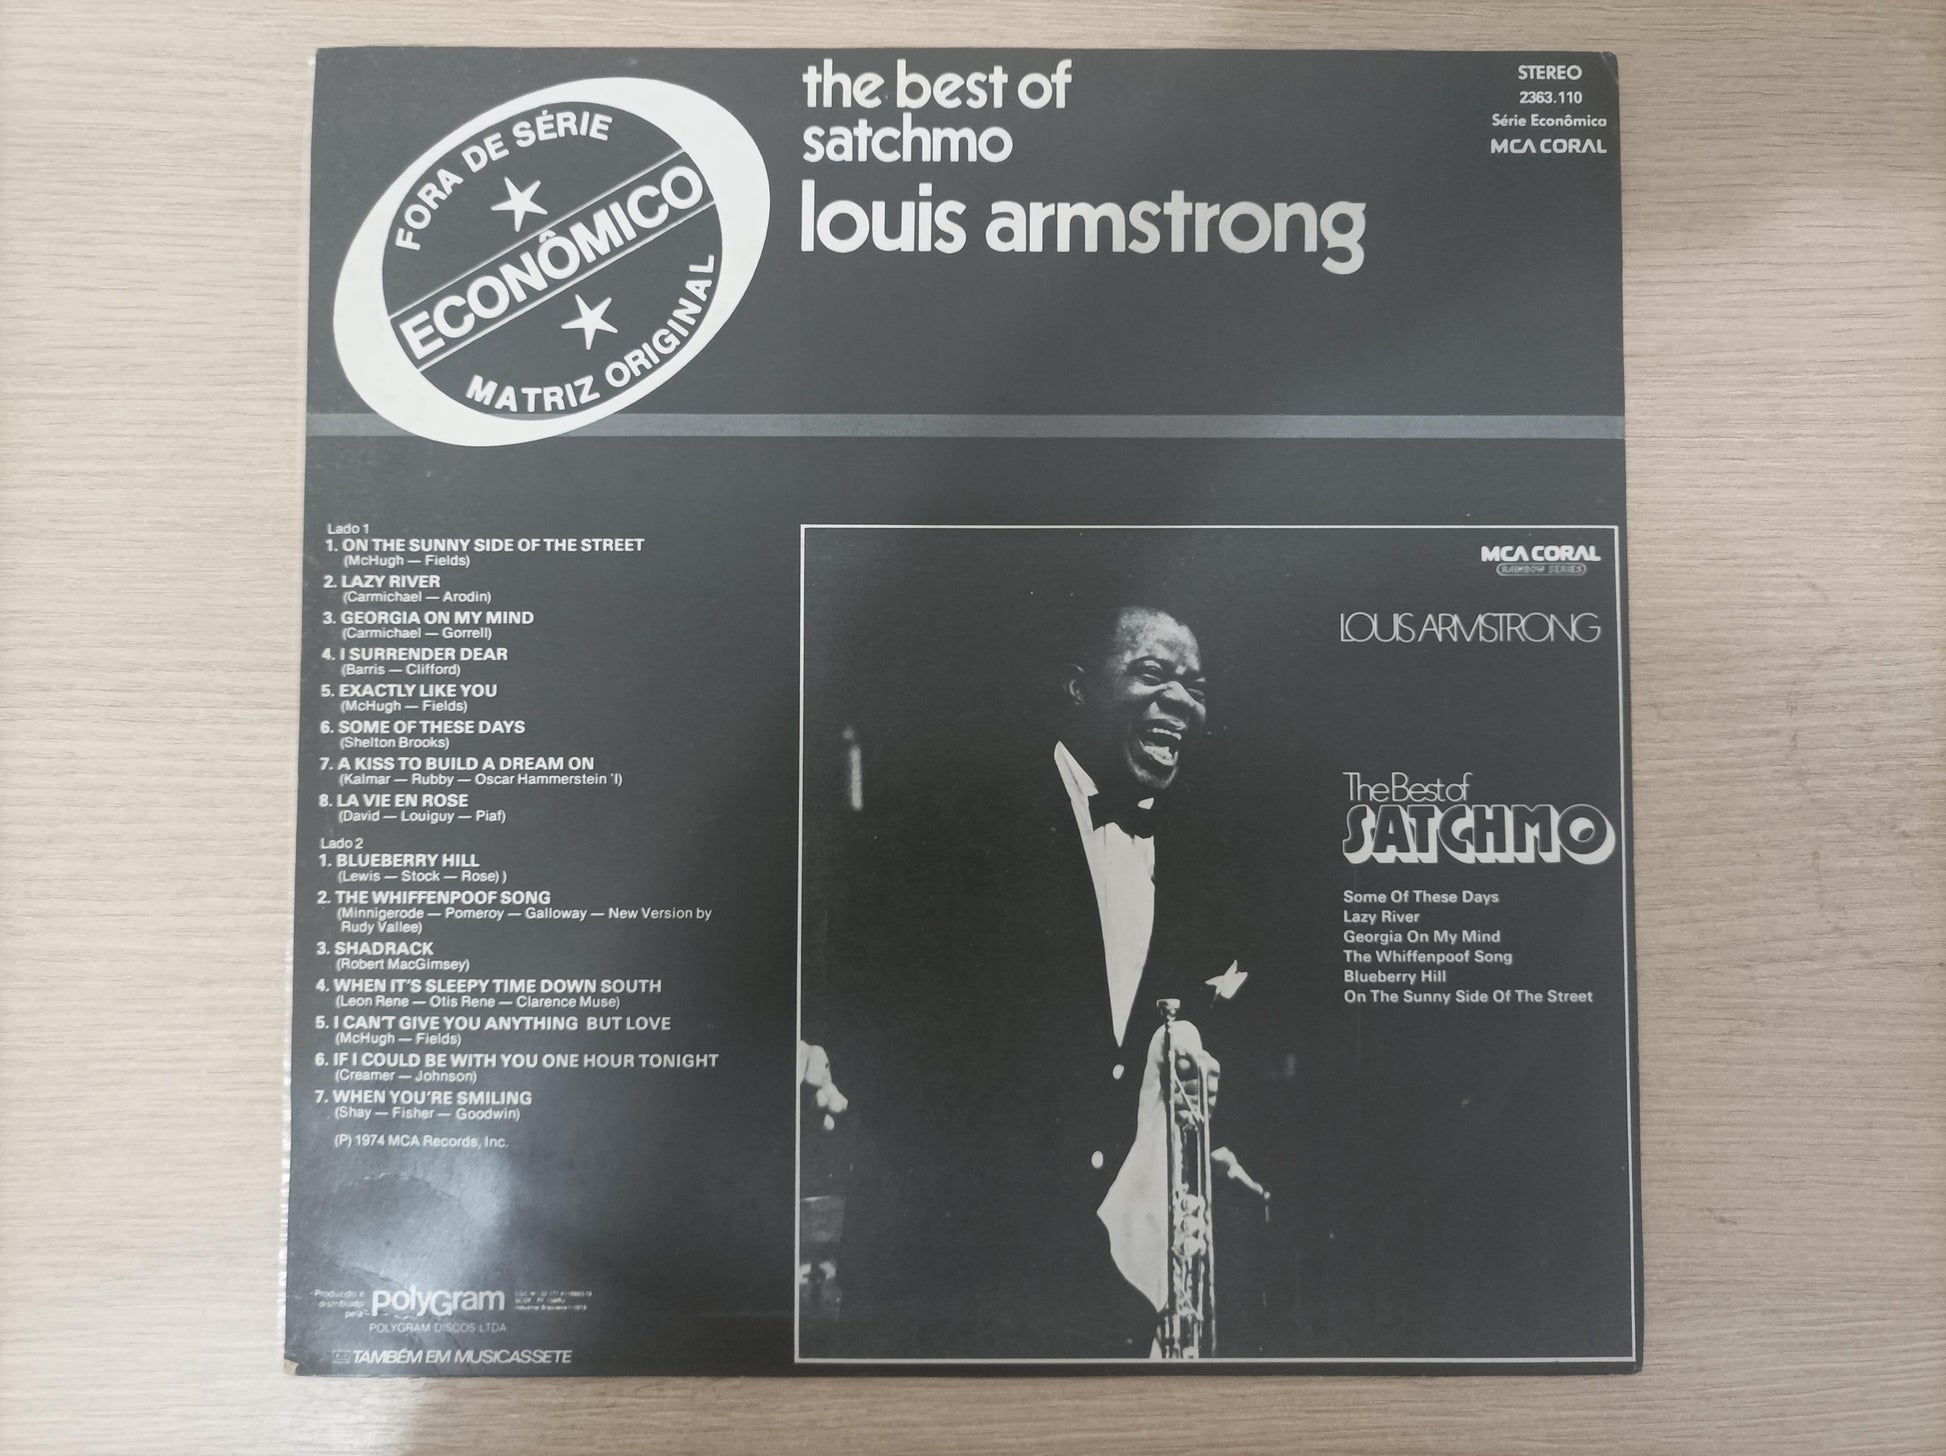 FORA DE SÉRIE
ECONÔMICO
MATRIZ ORIGINAL
the best of
satchmo
louis armstrong
STEREO
2363.110
Série Econômica
MCA CORAL
Lado 1
1. ON THE SUNNY SIDE OF THE STREET
(McHugh — Fields)
2. LAZY RIVER
(Carmichael — Arodin)
3. GEORGIA ON MY MIND
(Carmichael — Gorrell)
4. I SURRENDER DEAR
(Barris — Clifford)
5. EXACTLY LIKE YOU
(McHugh — Fields)
6. SOME OF THESE DAYS
(Shelton Brooks)
7. A KISS TO BUILD A DREAM ON
(Kalmar — Rubby — Oscar Hammerstein 'I)
8. LA VIE EN ROSE
(David — Louiguy — Piaf)
Lado 2
1. BLUEBERRY HILL
(Lewis — Stock — Rose) )
2. THE WHIFFENPOOF SONG
(Minnigerode — Pomeroy — Galloway — New Version by
Rudy Vallee)
3. SHADRACK
(Robert MacGimsey)
4. WHEN IT'S SLEEPY TIME DOWN SOUTH
(Leon Rene — Otis Rene — Clarence Muse)
5. I CAN'T GIVE YOU ANYTHING BUT LOVE
(McHugh — Fields)
6. IF I COULD BE WITH YOU ONE HOUR TONIGHT
(Creamer — Johnson)
7. WHEN YOU'RE SMILING
(Shay — Fisher — Goodwin)
(P) 1974 MCA Records, Inc.
Produzido e
distribuido
pela
polyGram
POLYGRAM DISCOS LTDA
TAMBÉM EM MUSICASSETE
MCA CORAL
RAINBOW SERIES
LOUIS ARMSTRONG
The Best of
SATCHMO
Some Of These Days
Lazy River
Georgia On My Mind
The Whiffenpoof Song
Blueberry Hill
On The Sunny Side Of The Street